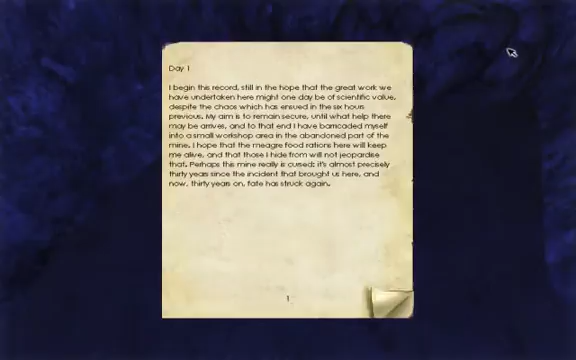 Day 1
I begin this record, still in the hope that the great work we
have undertaken here might one day be of scientific value,
despite the chaos which has ensued in the six hours
previous. My aim is to remain secure, until what help there
may be arrives, and to that end I have barricaded myself
into a small workshop area in the abandoned part of the
mine. I hope that the meagre food rations here will keep
me alive, and that those I hide from will not jeopardise
that. Perhaps this mine really is cursed; it's almost precisely
thirty years since the incident that brought us here, and
now, thirty years on, fate has struck again.
1